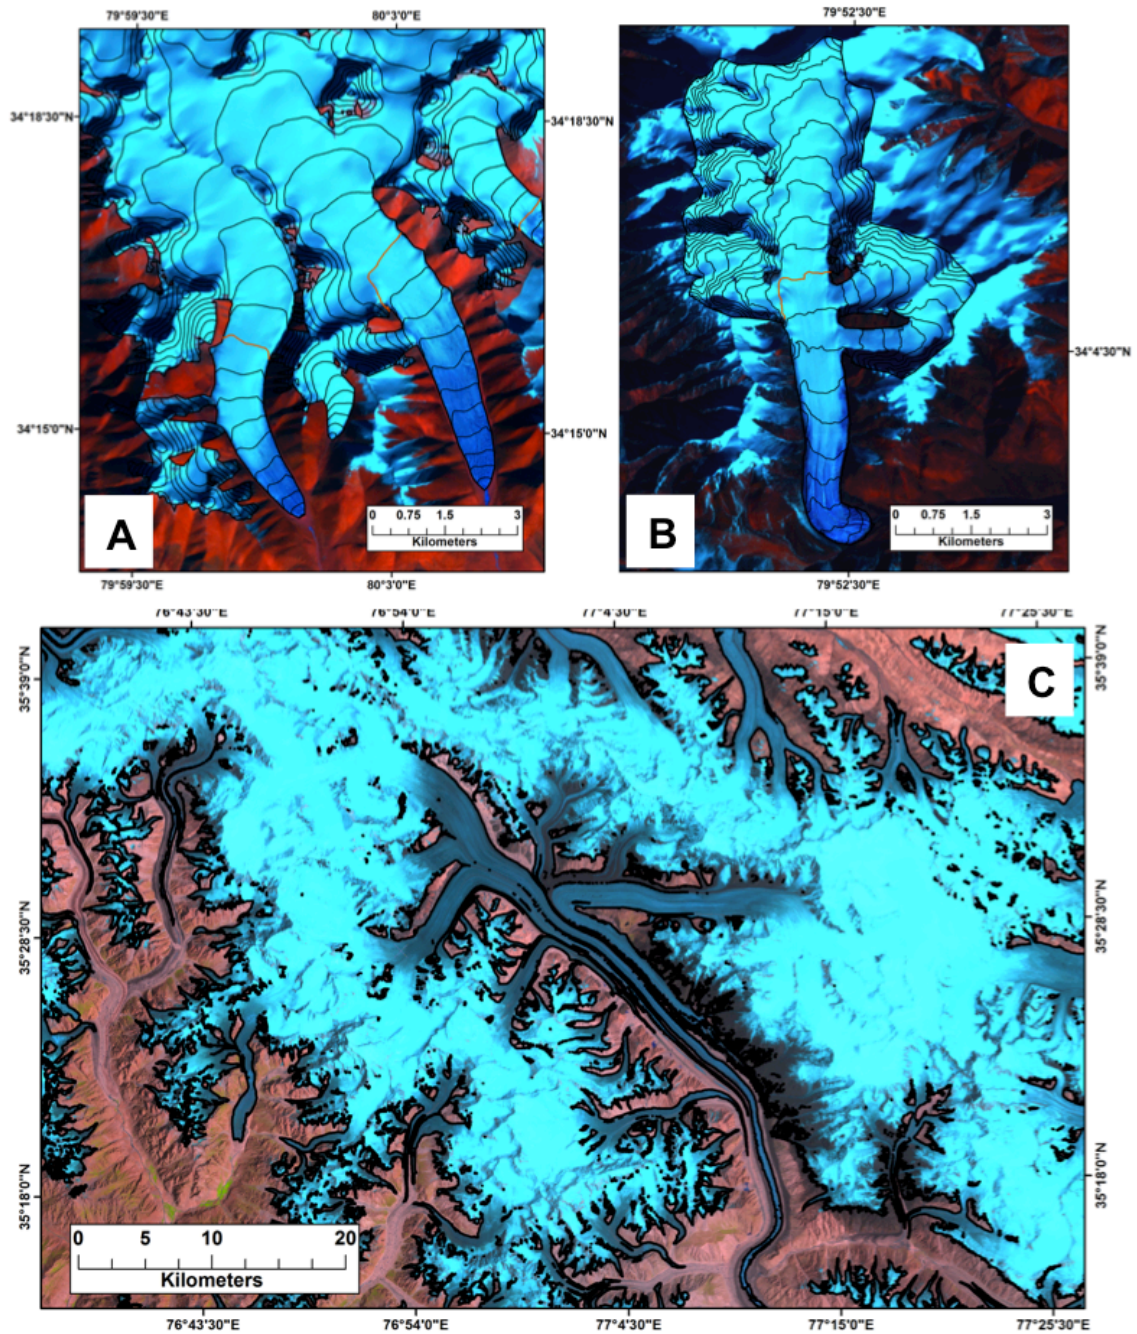 79°59'30"E
80°3'0"E
79°52'30"E
34°18'30"N
34°18'30"N
34°4'30"N
34°15'0"N
34°15'0"N
A
0 0.75 1.5 3
Kilometers
B
0 0.75 1.5 3
Kilometers
79°59'30"E
80°3'0"E
79°52'30"E
76°43'30"E
76°54'0"E
77°4'30"E
77°15'0"E
77°25'30"E
35°39'0"N
C
35°39'0"N
35°28'30"N
35°28'30"N
35°18'0"N
35°18'0"N
0 5 10 20
Kilometers
76°43'30"E
76°54'0"E
77°4'30"E
77°15'0"E
77°25'30"E